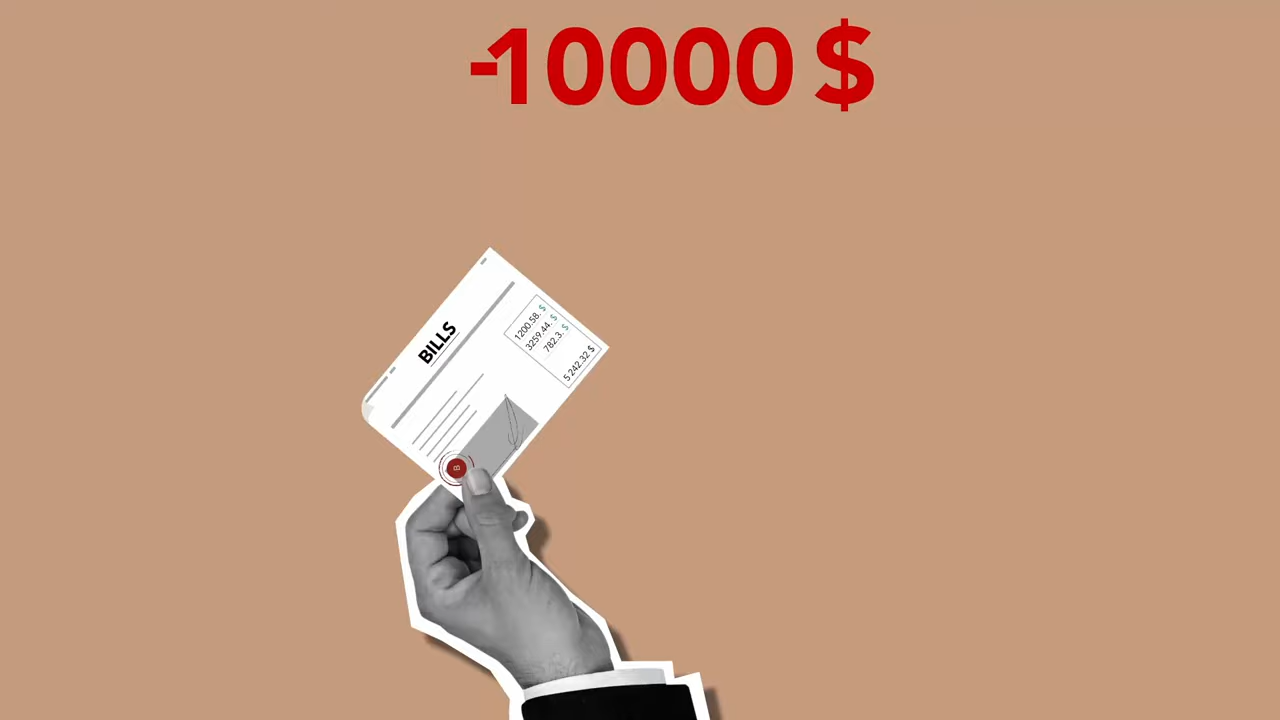 -10000 $
BILLS
1200.58. $
3259.44. $
782.3. $
5 242.32 $
B